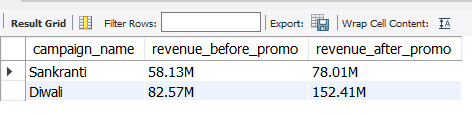 Result Grid Filter Rows: Export: Wrap Cell Content: IA
campaign_name revenue_before_promo revenue_after_promo
Sankranti 58.13M 78.01M
Diwali 82.57M 152.41M